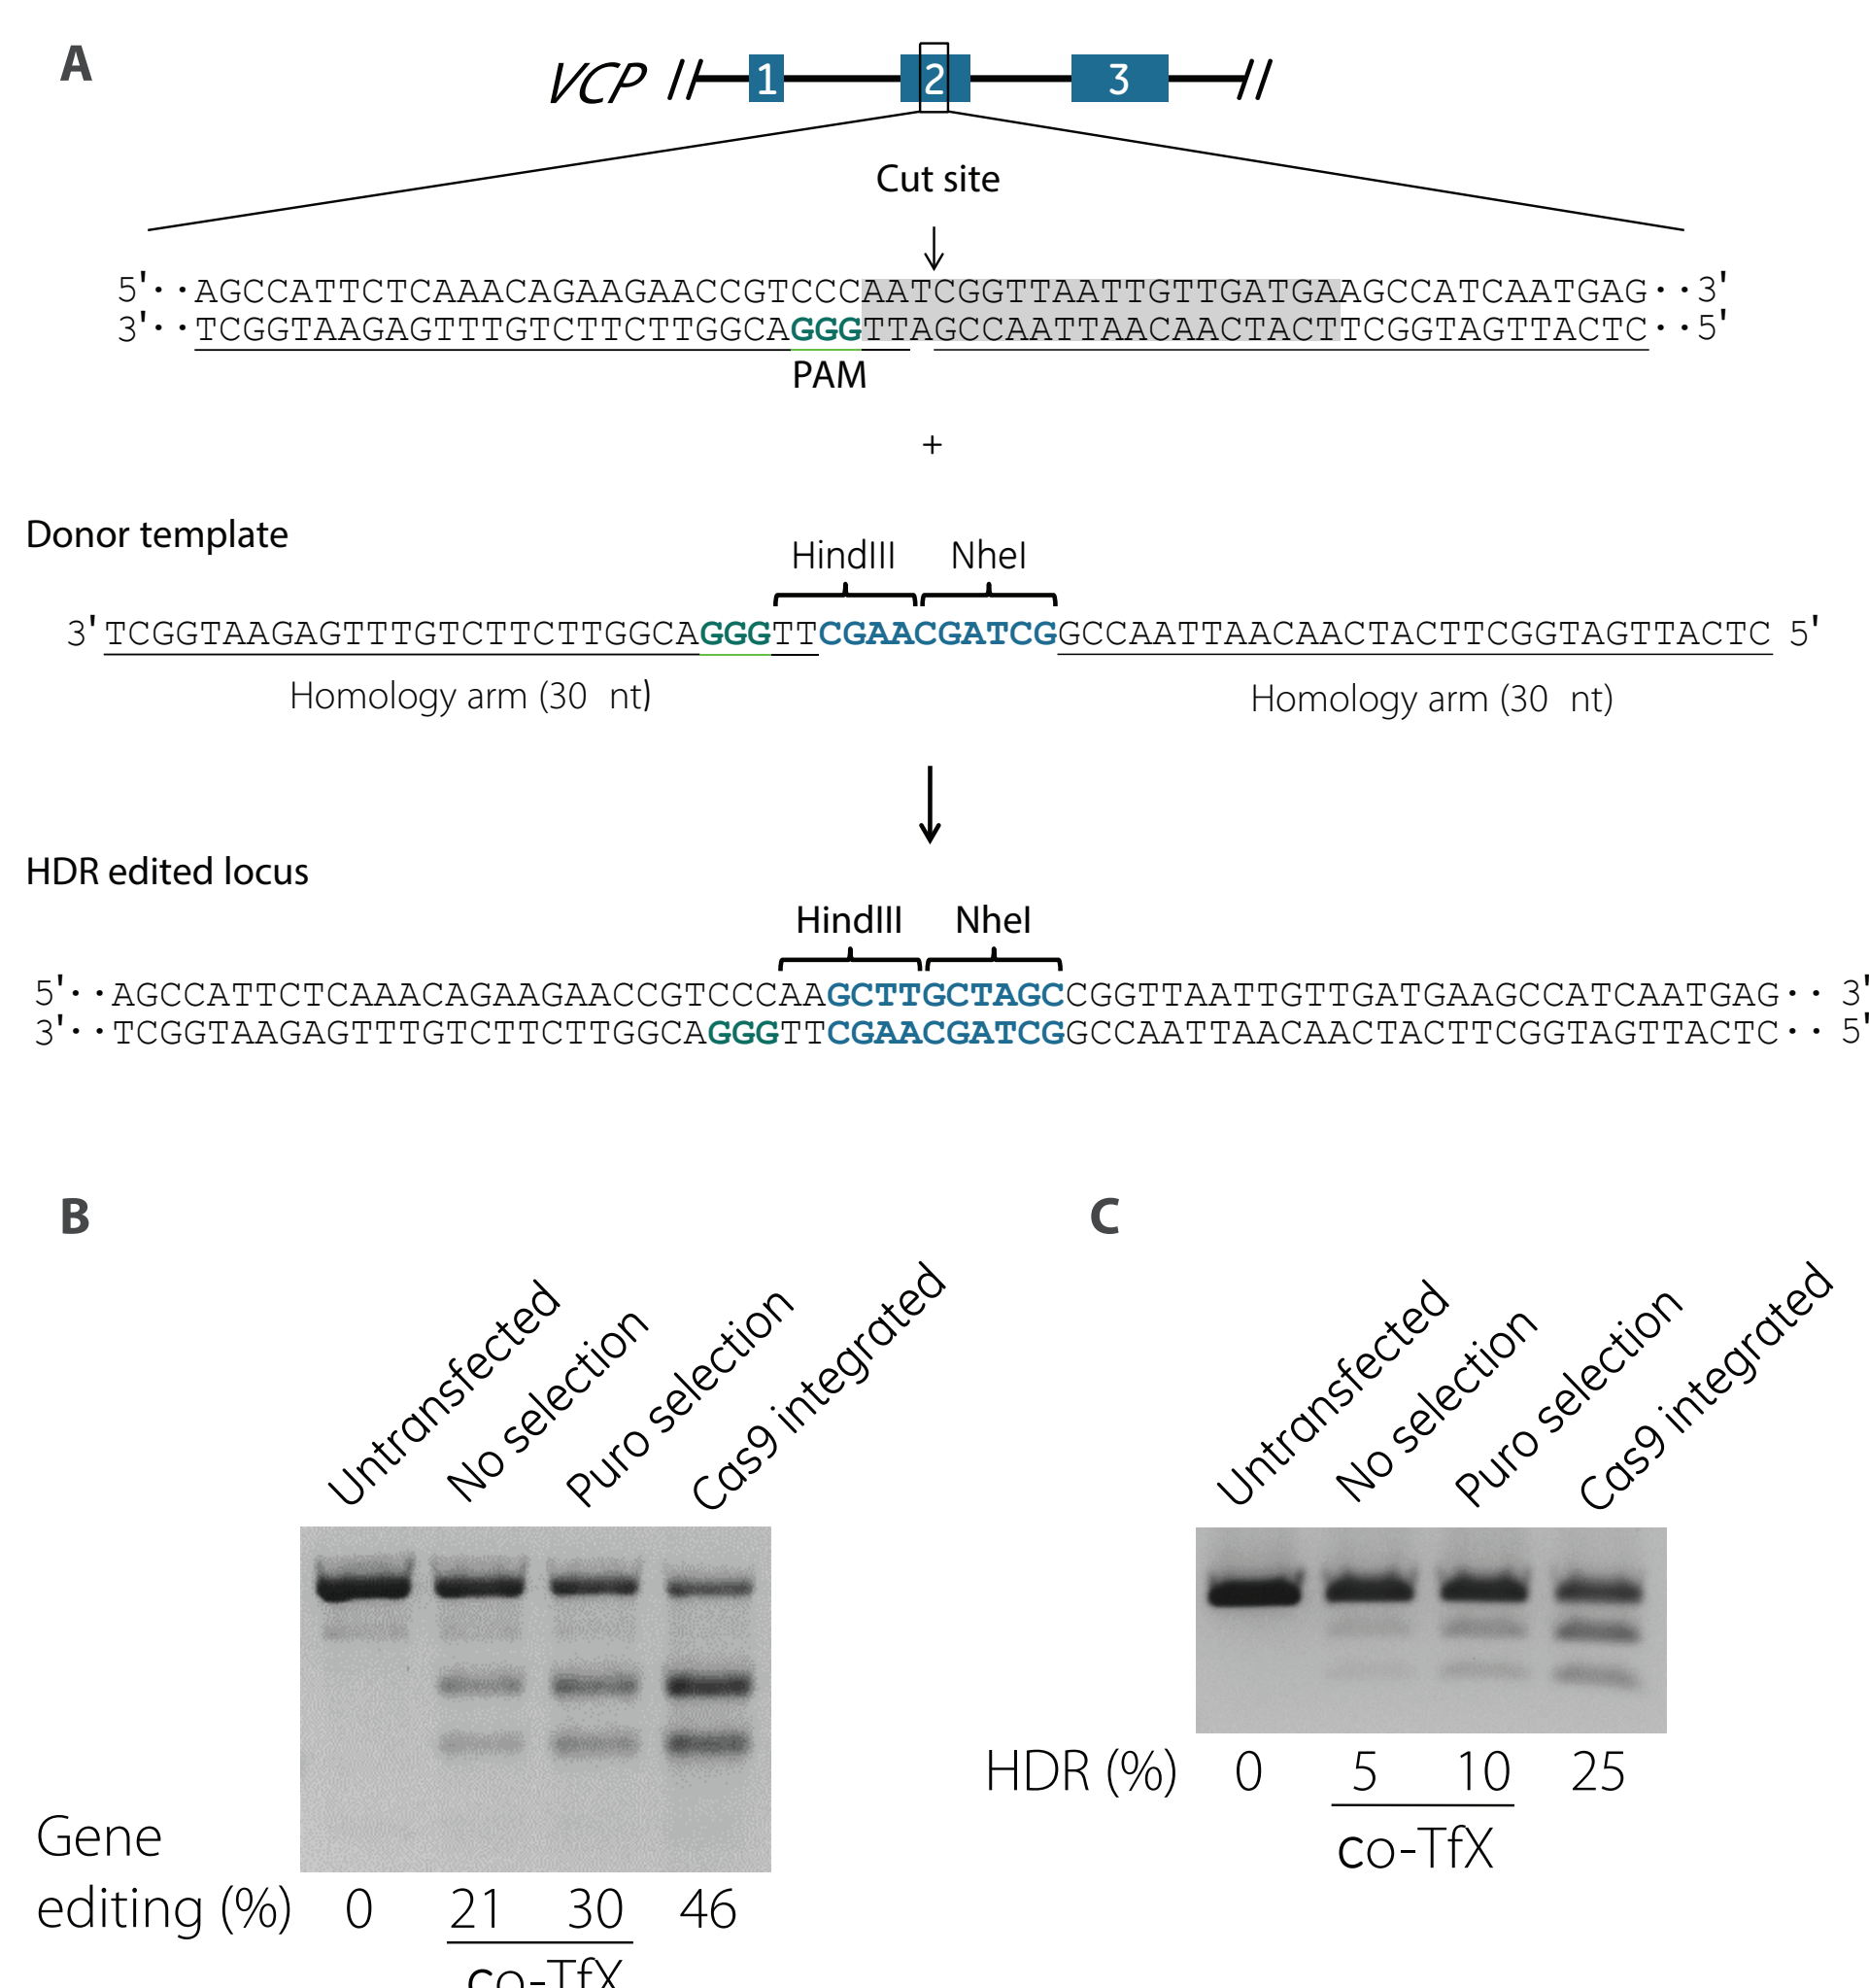 A
VCP // 1 2 3 //
Cut site
5'··AGCCATTCTCAAACAGAAGAACCGTCCCAATCGGTTAATTGTTGATGAAGCCATCAATGAG··3'
3'··TCGGTAAGAGTTTGTCTTCTTGGCAGGGTTAGCCAATTAACAACTACTTCGGTAGTTACTC··5'
PAM
+
Donor template
HindIII NheI
3'TCGGTAAGAGTTTGTCTTCTTGGCAGGGTTCGAACGATCGGCCAATTAACAACTACTTCGGTAGTTACTC 5'
Homology arm (30 nt) Homology arm (30 nt)
HDR edited locus
HindIII NheI
5'··AGCCATTCTCAAACAGAAGAACCGTCCCAAGCTTGCTAGCCGGTTAATTGTTGATGAAGCCATCAATGAG·· 3'
3'··TCGGTAAGAGTTTGTCTTCTTGGCAGGGTTCGAACGATCGGCCAATTAACAACTACTTCGGTAGTTACTC·· 5'
B
Untransfected
No selection
Puro selection
Cas9 integrated
Gene
editing (%) 0 21 30 46
co-TfX
C
Untransfected
No selection
Puro selection
Cas9 integrated
HDR (%) 0 5 10 25
co-TfX